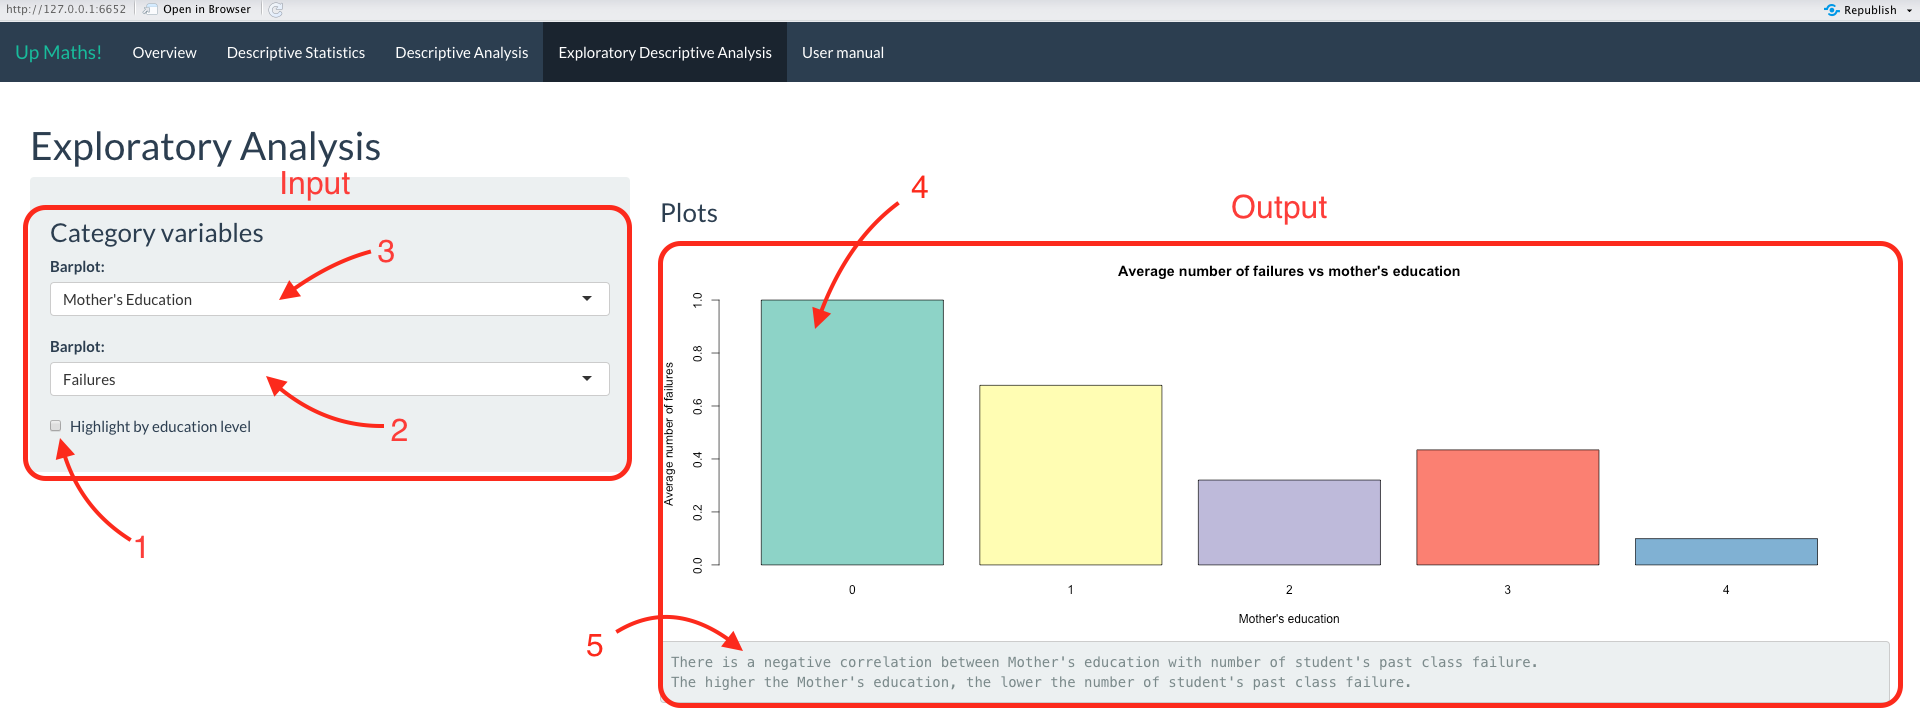 http://127.0.0.1:6652 Open in Browser Republish
Up Maths! Overview Descriptive Statistics Descriptive Analysis Exploratory Descriptive Analysis User manual
Exploratory Analysis
Input
Category variables
3
Barplot:
Mother's Education
Barplot:
Failures
2
Highlight by education level
1
4
Plots
Output
Average number of failures vs mother's education
Average number of failures
1.0
0.8
0.6
0.4
0.2
0.0
0 1 2 3 4
Mother's education
5
There is a negative correlation between Mother's education with number of student's past class failure.
The higher the Mother's education, the lower the number of student's past class failure.